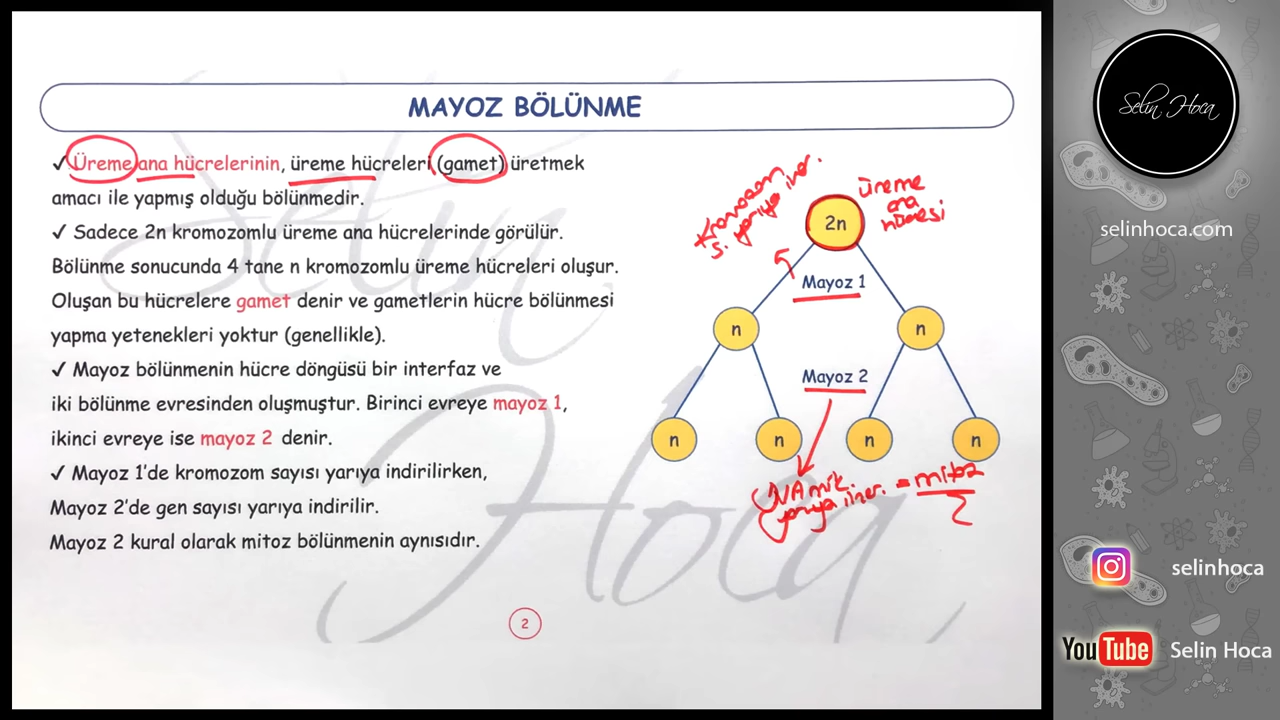 MAYOZ BÖLÜNME
✓ Üreme ana hücrelerinin, üreme hücreleri (gamet) üretmek
amacı ile yapmış olduğu bölünmedir.
✓ Sadece 2n kromozomlu üreme ana hücrelerinde görülür.
Bölünme sonucunda 4 tane n kromozomlu üreme hücreleri oluşur.
Oluşan bu hücrelere gamet denir ve gametlerin hücre bölünmesi
yapma yetenekleri yoktur (genellikle).
✓ Mayoz bölünmenin hücre döngüsü bir interfaz ve
iki bölünme evresinden oluşmuştur. Birinci evreye mayoz 1,
ikinci evreye ise mayoz 2 denir.
✓ Mayoz 1'de kromozom sayısı yarıya indirilirken,
Mayoz 2'de gen sayısı yarıya indirilir.
Mayoz 2 kural olarak mitoz bölünmenin aynısıdır.
2
Kromozom
s. yarıya iner.
2n
üreme
ana
hücresi
Mayoz 1
n
n
Mayoz 2
n
n
n
n
DNA mik.
yarıya iner.
= mitoz
Selin Hoca
Selin Hoca
selinhoca.com
selinhoca
YouTube Selin Hoca